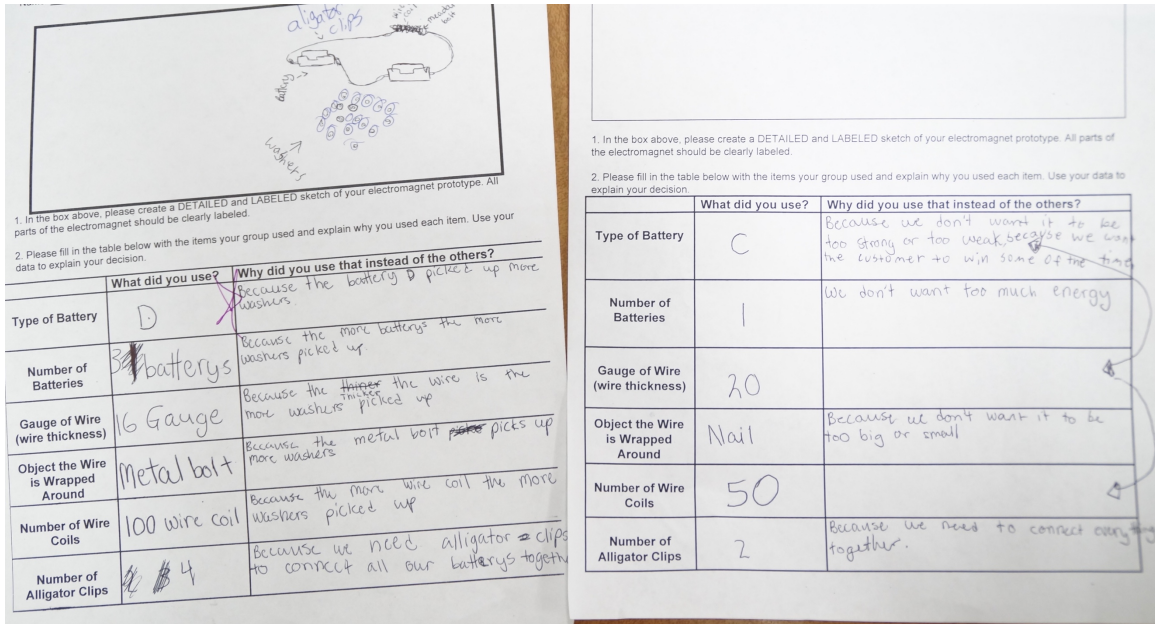 aligator
clips
battery
washers
1. In the box above, please create a DETAILED and LABELED sketch of your electromagnet prototype. All
parts of the electromagnet should be clearly labeled.
2. Please fill in the table below with the items your group used and explain why you used each item. Use your
data to explain your decision.
What did you use?
Why did you use that instead of the others?
Type of Battery
D
Because the battery D picked up more
washers.
Number of
Batteries
3 batterys
Because the more batterys the more
washers picked up.
Gauge of Wire
(wire thickness)
16 Gauge
Because the thicker the wire is the
more washers picked up
Object the Wire
is Wrapped
Around
Metal bolt
Because the metal bolt picks up
more washers
Number of Wire
Coils
100 wire coil
Because the more wire coil the more
washers picked up
Number of
Alligator Clips
4
Because we need alligator clips
to connect all our batterys togeth
1. In the box above, please create a DETAILED and LABELED sketch of your electromagnet prototype. All parts of
the electromagnet should be clearly labeled.
2. Please fill in the table below with the items your group used and explain why you used each item. Use your data to
explain your decision.
What did you use?
Why did you use that instead of the others?
Type of Battery
C
Because we don't want it to be
too strong or too weak, because we want
the customer to win some of the time
Number of
Batteries
1
We don't want too much energy
Gauge of Wire
(wire thickness)
20
Object the Wire
is Wrapped
Around
Nail
Because we don't want it to be
too big or small
Number of Wire
Coils
50
Number of
Alligator Clips
2
Because we need to connect everything
together.